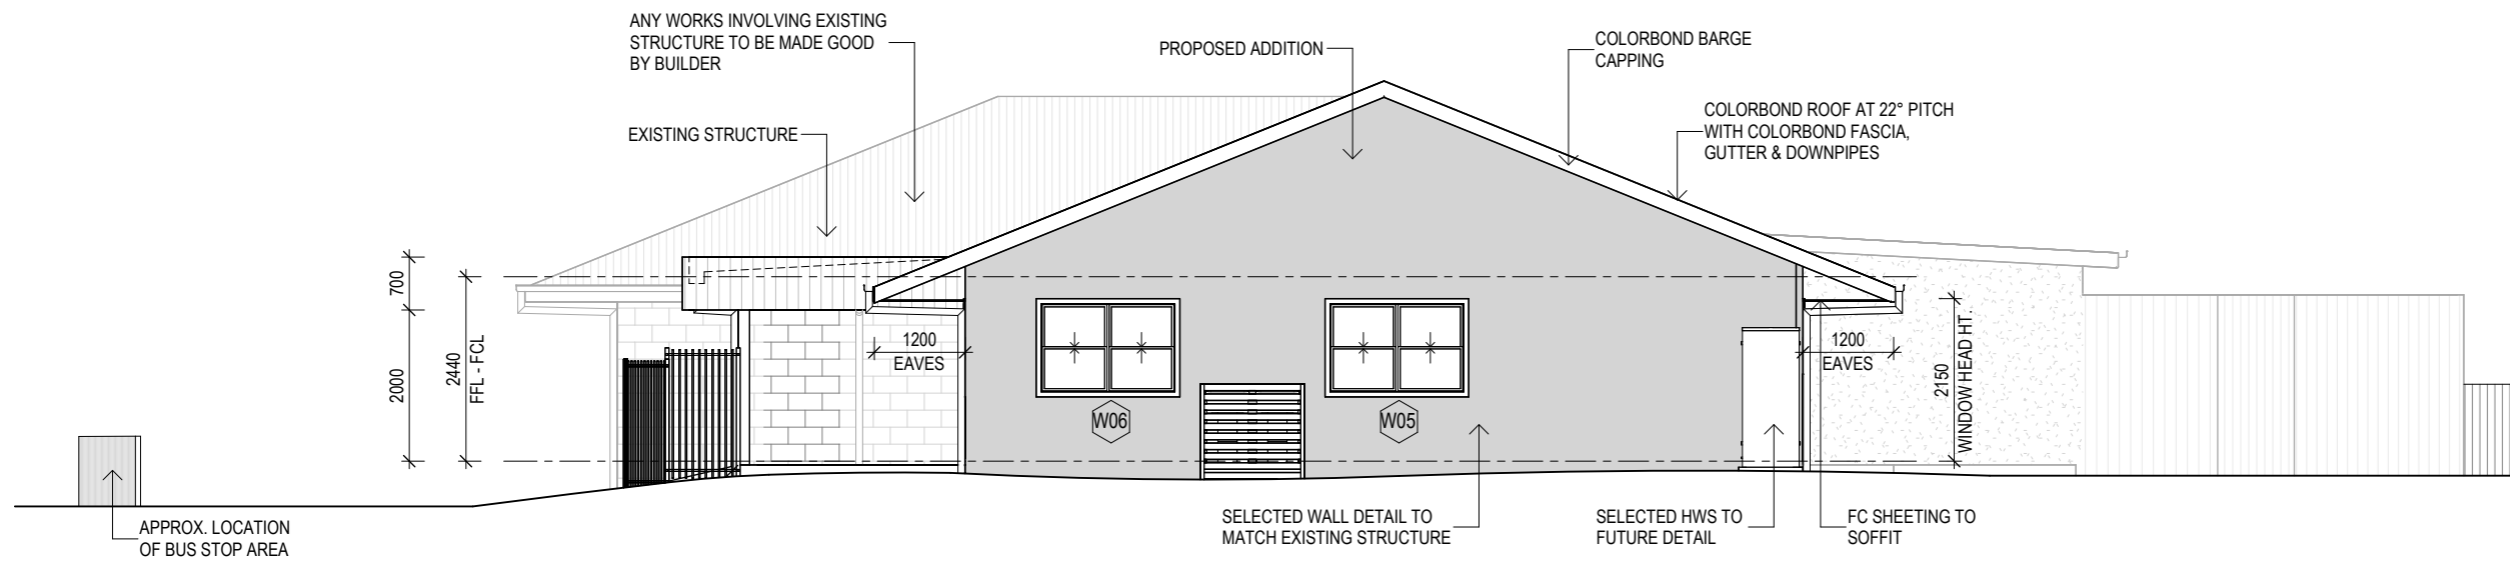 ANY WORKS INVOLVING EXISTING
STRUCTURE TO BE MADE GOOD
BY BUILDER
PROPOSED ADDITION
COLORBOND BARGE
CAPPING
COLORBOND ROOF AT 22° PITCH
WITH COLORBOND FASCIA,
GUTTER & DOWNPIPES
EXISTING STRUCTURE
700
2000
2440
FFL - FCL
1200
EAVES
1200
EAVES
2150
WINDOW HEAD HT.
W06
W05
APPROX. LOCATION
OF BUS STOP AREA
SELECTED WALL DETAIL TO
MATCH EXISTING STRUCTURE
SELECTED HWS TO
FUTURE DETAIL
FC SHEETING TO
SOFFIT